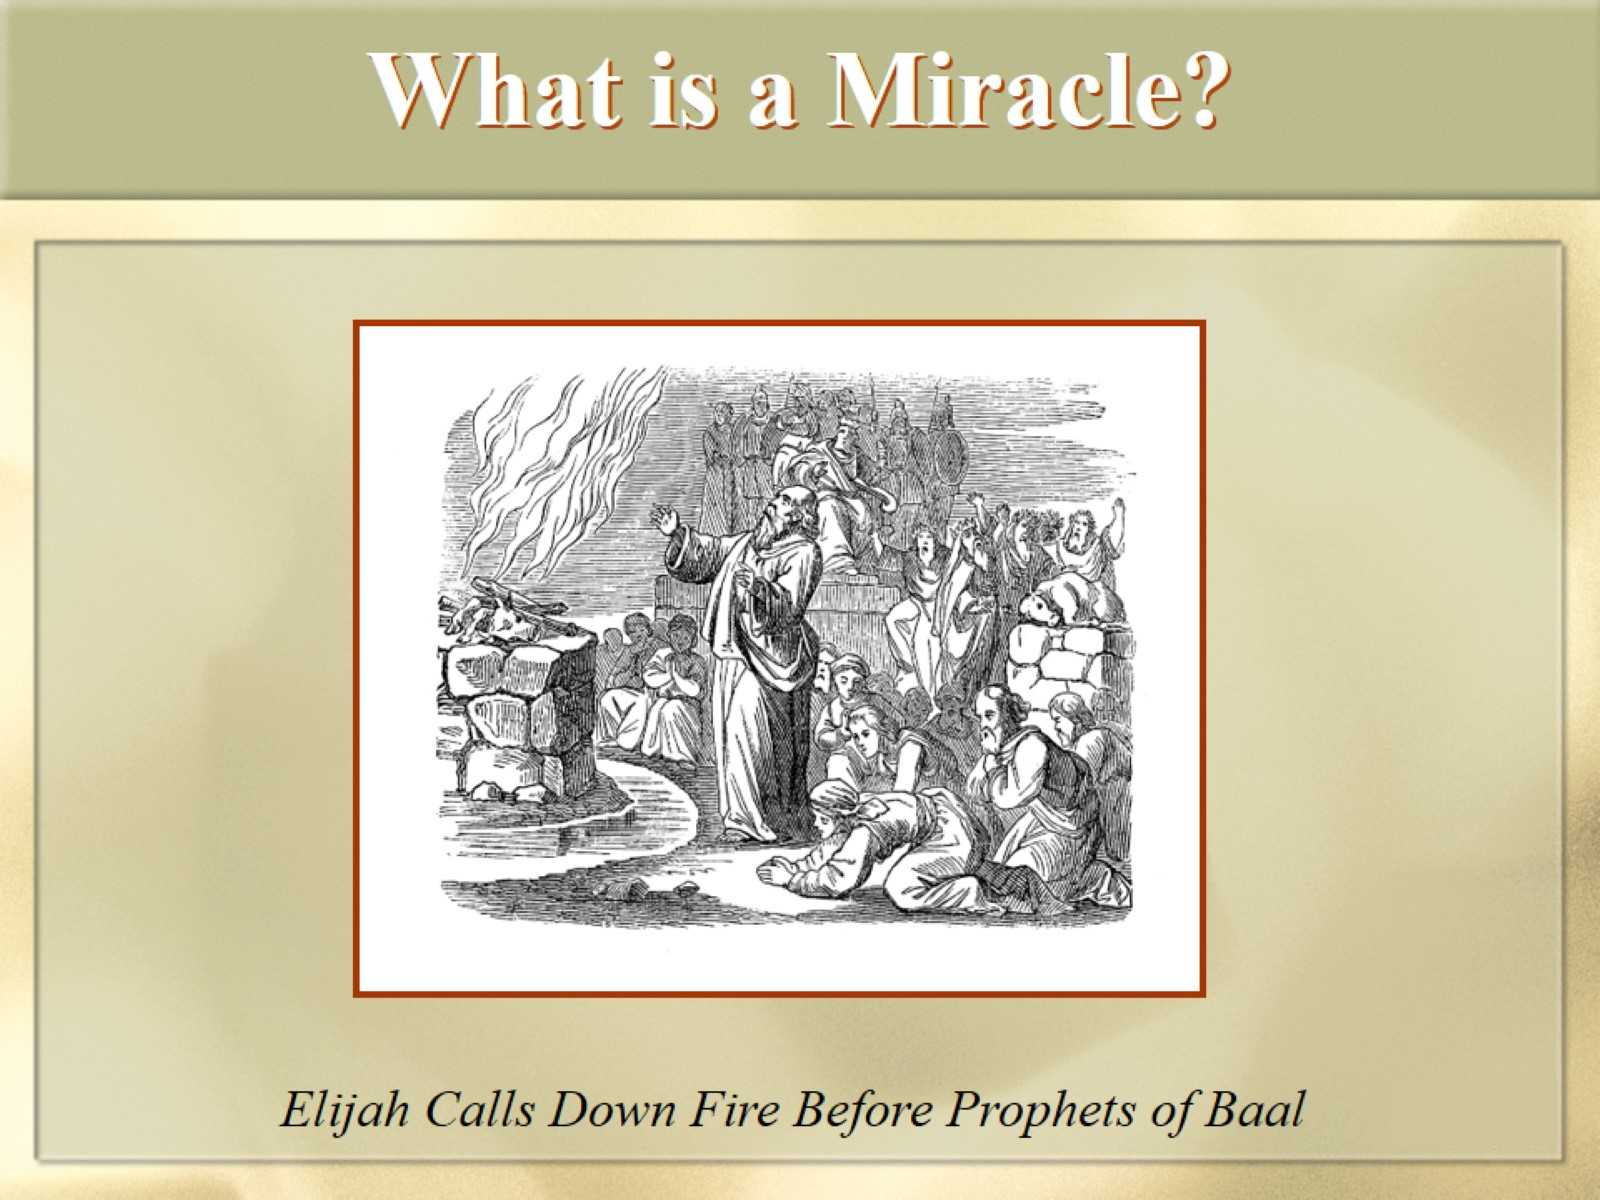 What is a Miracle?
Elijah Calls Down Fire Before Prophets of Baal